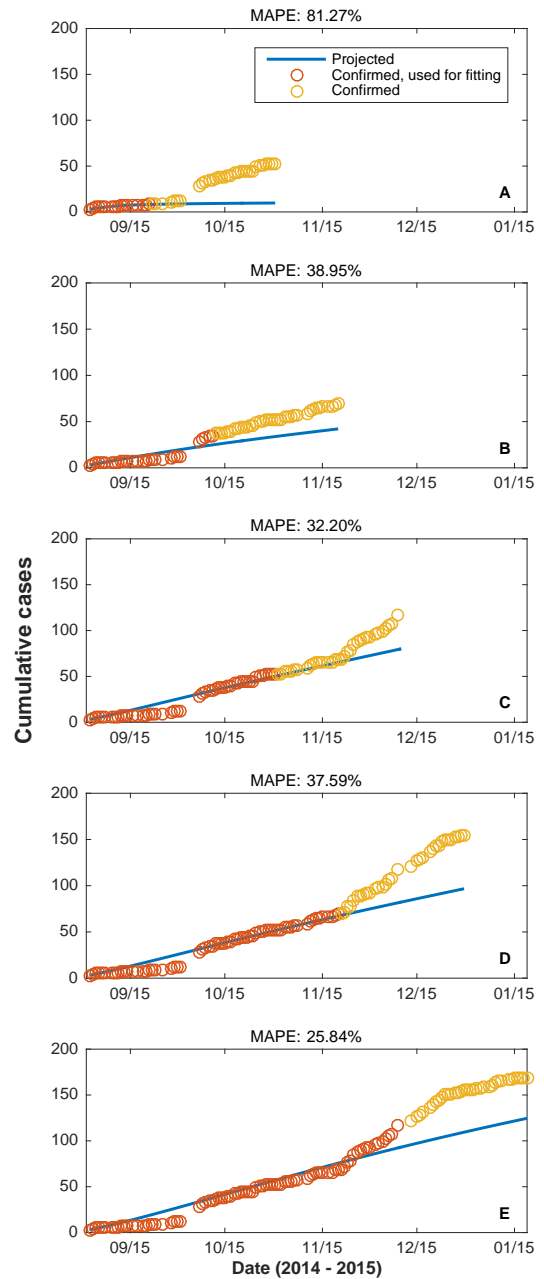 MAPE: 81.27%
200
Projected
Confirmed, used for fitting
Confirmed
150
100
50
A
0
09/15 10/15 11/15 12/15 01/15
MAPE: 38.95%
200
150
100
50
B
0
09/15 10/15 11/15 12/15 01/15
MAPE: 32.20%
200
150
100
50
C
0
09/15 10/15 11/15 12/15 01/15
Cumulative cases
MAPE: 37.59%
200
150
100
50
D
0
09/15 10/15 11/15 12/15 01/15
MAPE: 25.84%
200
150
100
50
E
0
09/15 10/15 11/15 12/15 01/15
Date (2014 - 2015)